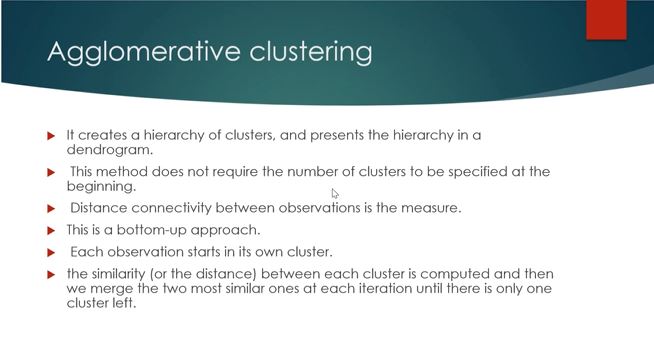 Agglomerative clustering
It creates a hierarchy of clusters, and presents the hierarchy in a
dendrogram.
This method does not require the number of clusters to be specified at the
beginning.
Distance connectivity between observations is the measure.
This is a bottom-up approach.
Each observation starts in its own cluster.
the similarity (or the distance) between each cluster is computed and then
we merge the two most similar ones at each iteration until there is only one
cluster left.